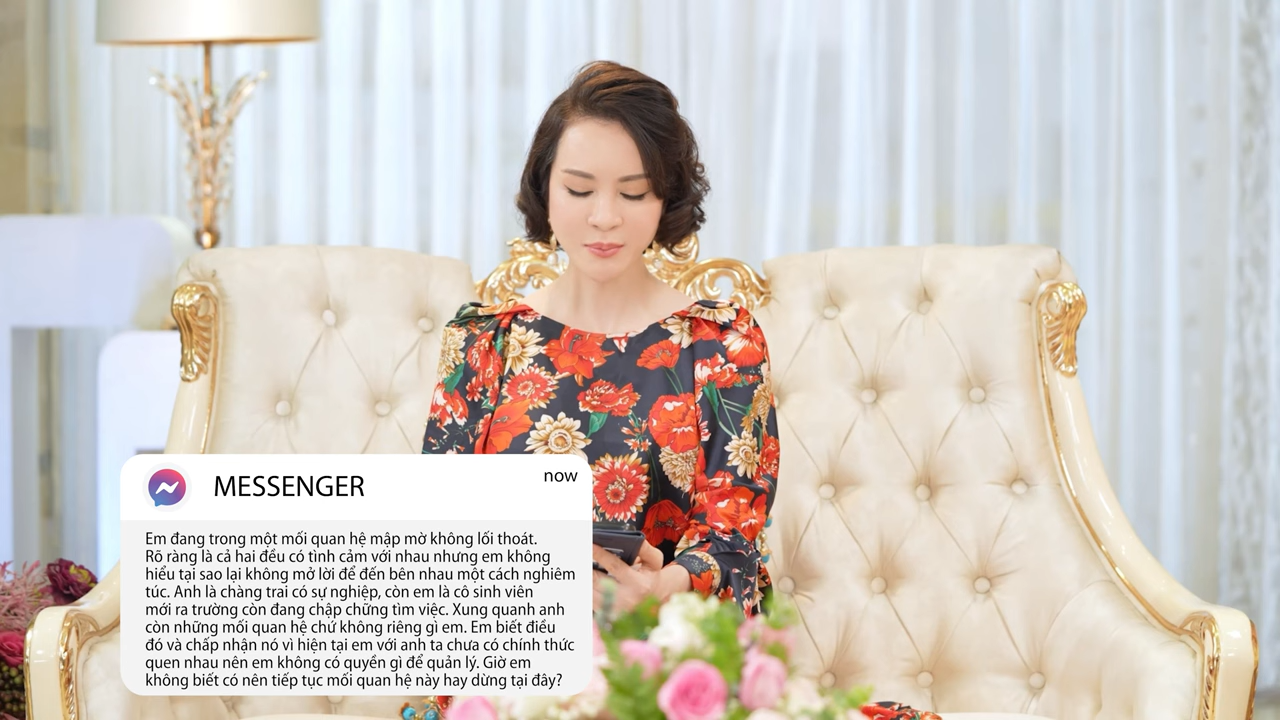 MESSENGER
now
Em đang trong một mối quan hệ mập mờ không lối thoát.
Rõ ràng là cả hai đều có tình cảm với nhau nhưng em không
hiểu tại sao lại không mở lời để đến bên nhau một cách nghiêm
túc. Anh là chàng trai có sự nghiệp, còn em là cô sinh viên
mới ra trường còn đang chập chững tìm việc. Xung quanh anh
còn những mối quan hệ chứ không riêng gì em. Em biết điều
đó và chấp nhận nó vì hiện tại em với anh ta chưa có chính thức
quen nhau nên em không có quyền gì để quản lý. Giờ em
không biết có nên tiếp tục mối quan hệ này hay dừng tại đây?